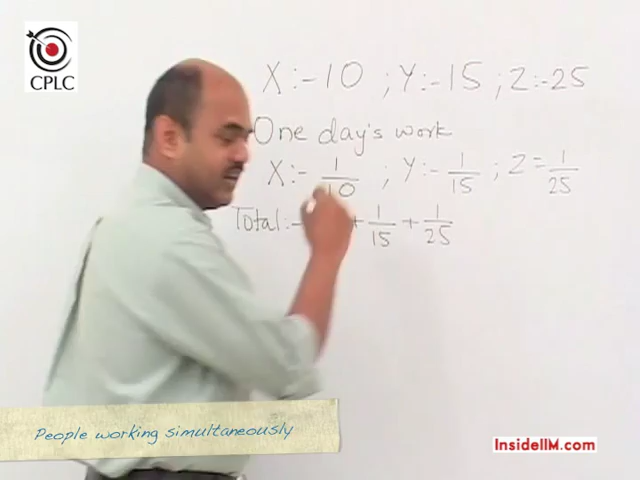 CPLC
X:-10 ; Y:-15 ; Z:-25
One day's work
X:- 1/10 ; Y:- 1/15 ; Z = 1/25
Total:- + 1/15 + 1/25
People working simultaneously
InsideIIM.com